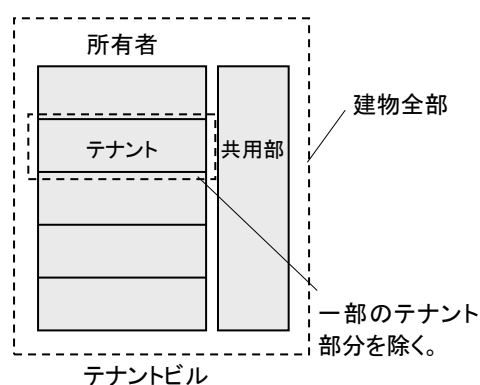 所有者
建物全部
テナント
共用部
一部のテナント
部分を除く。
テナントビル